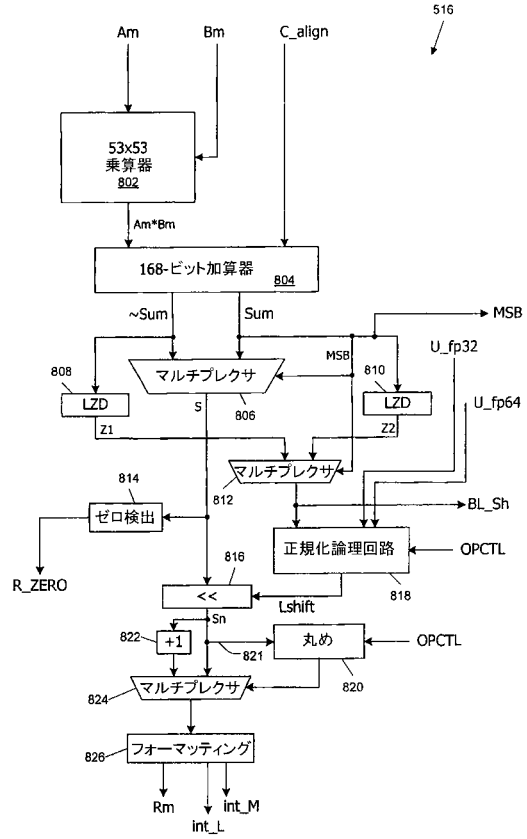 516
Am
Bm
C_align
53x53
乗算器
802
Am*Bm
168-ビット加算器
804
~Sum
Sum
MSB
U_fp32
808
MSB
810
LZD
マルチプレクサ
806
LZD
U_fp64
S
Z1
Z2
マルチプレクサ
812
814
BL_Sh
ゼロ検出
正規化論理回路
OPCTL
816
818
R_ZERO
<<
Lshift
Sn
822
+1
821
丸め
OPCTL
820
824
マルチプレクサ
フォーマッティング
826
Rm
int_L
int_M